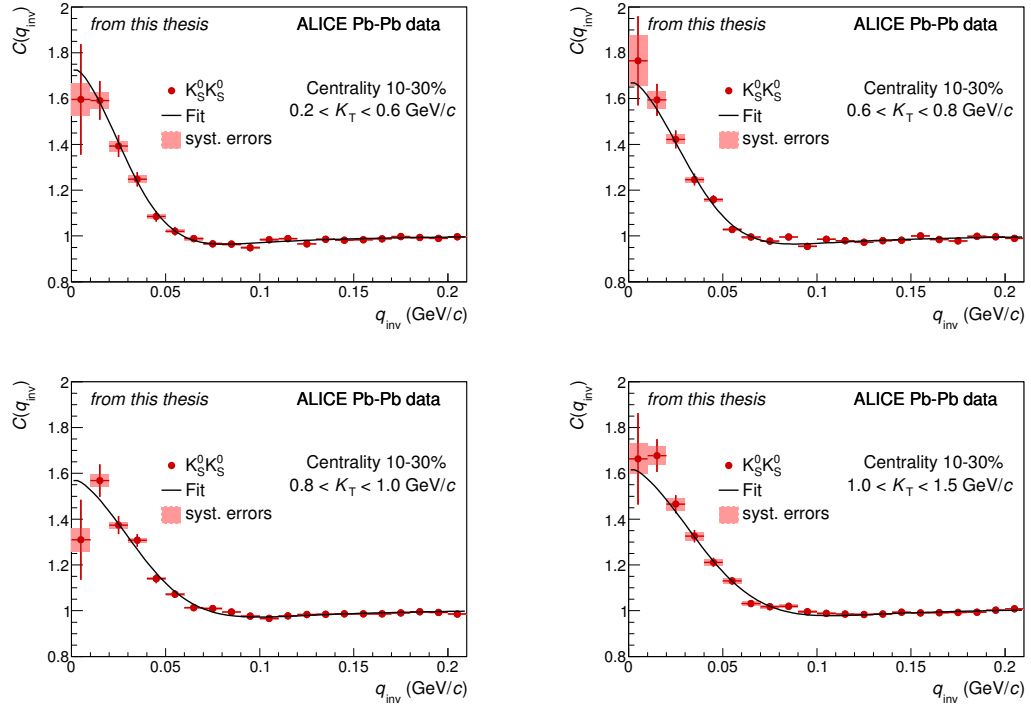 C(q_inv)
2
1.8
1.6
1.4
1.2
1
0.8
from this thesis
ALICE Pb-Pb data
K⁰_SK⁰_S
Fit
syst. errors
Centrality 10-30%
0.2 < K_T < 0.6 GeV/c
0 0.05 0.1 0.15 0.2
q_inv (GeV/c)
C(q_inv)
2
1.8
1.6
1.4
1.2
1
0.8
from this thesis
ALICE Pb-Pb data
K⁰_SK⁰_S
Fit
syst. errors
Centrality 10-30%
0.6 < K_T < 0.8 GeV/c
0 0.05 0.1 0.15 0.2
q_inv (GeV/c)
C(q_inv)
2
1.8
1.6
1.4
1.2
1
0.8
from this thesis
ALICE Pb-Pb data
K⁰_SK⁰_S
Fit
syst. errors
Centrality 10-30%
0.8 < K_T < 1.0 GeV/c
0 0.05 0.1 0.15 0.2
q_inv (GeV/c)
C(q_inv)
2
1.8
1.6
1.4
1.2
1
0.8
from this thesis
ALICE Pb-Pb data
K⁰_SK⁰_S
Fit
syst. errors
Centrality 10-30%
1.0 < K_T < 1.5 GeV/c
0 0.05 0.1 0.15 0.2
q_inv (GeV/c)